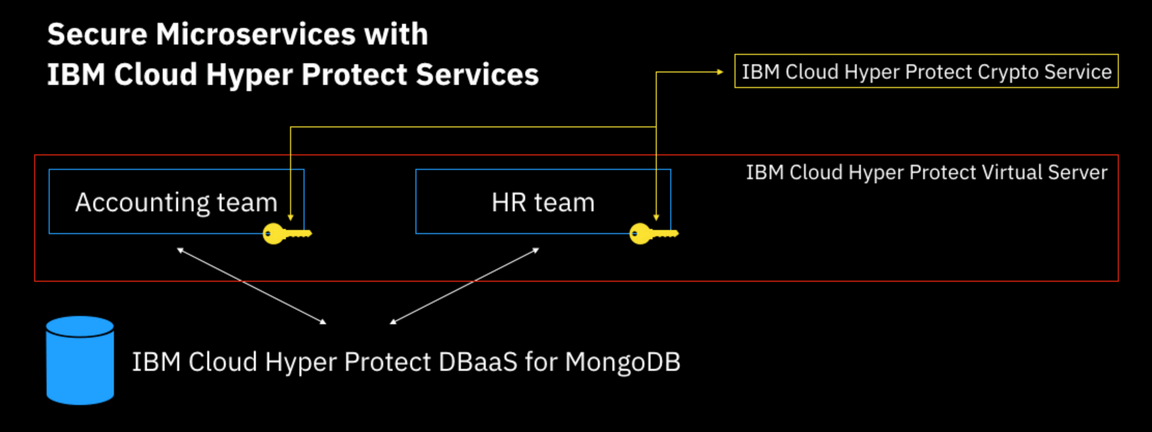 Secure Microservices with
IBM Cloud Hyper Protect Services
IBM Cloud Hyper Protect Crypto Service
IBM Cloud Hyper Protect Virtual Server
Accounting team
HR team
IBM Cloud Hyper Protect DBaaS for MongoDB